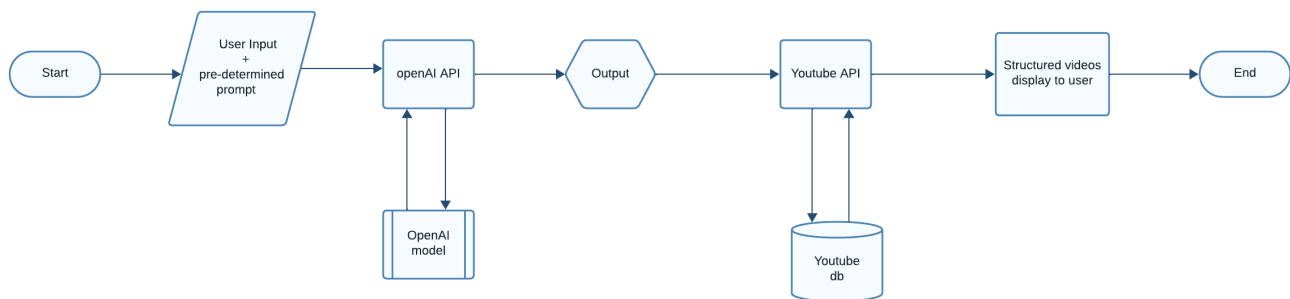 Start
User Input
+
pre-determined
prompt
openAI API
Output
Youtube API
Structured videos
display to user
End
OpenAI
model
Youtube
db